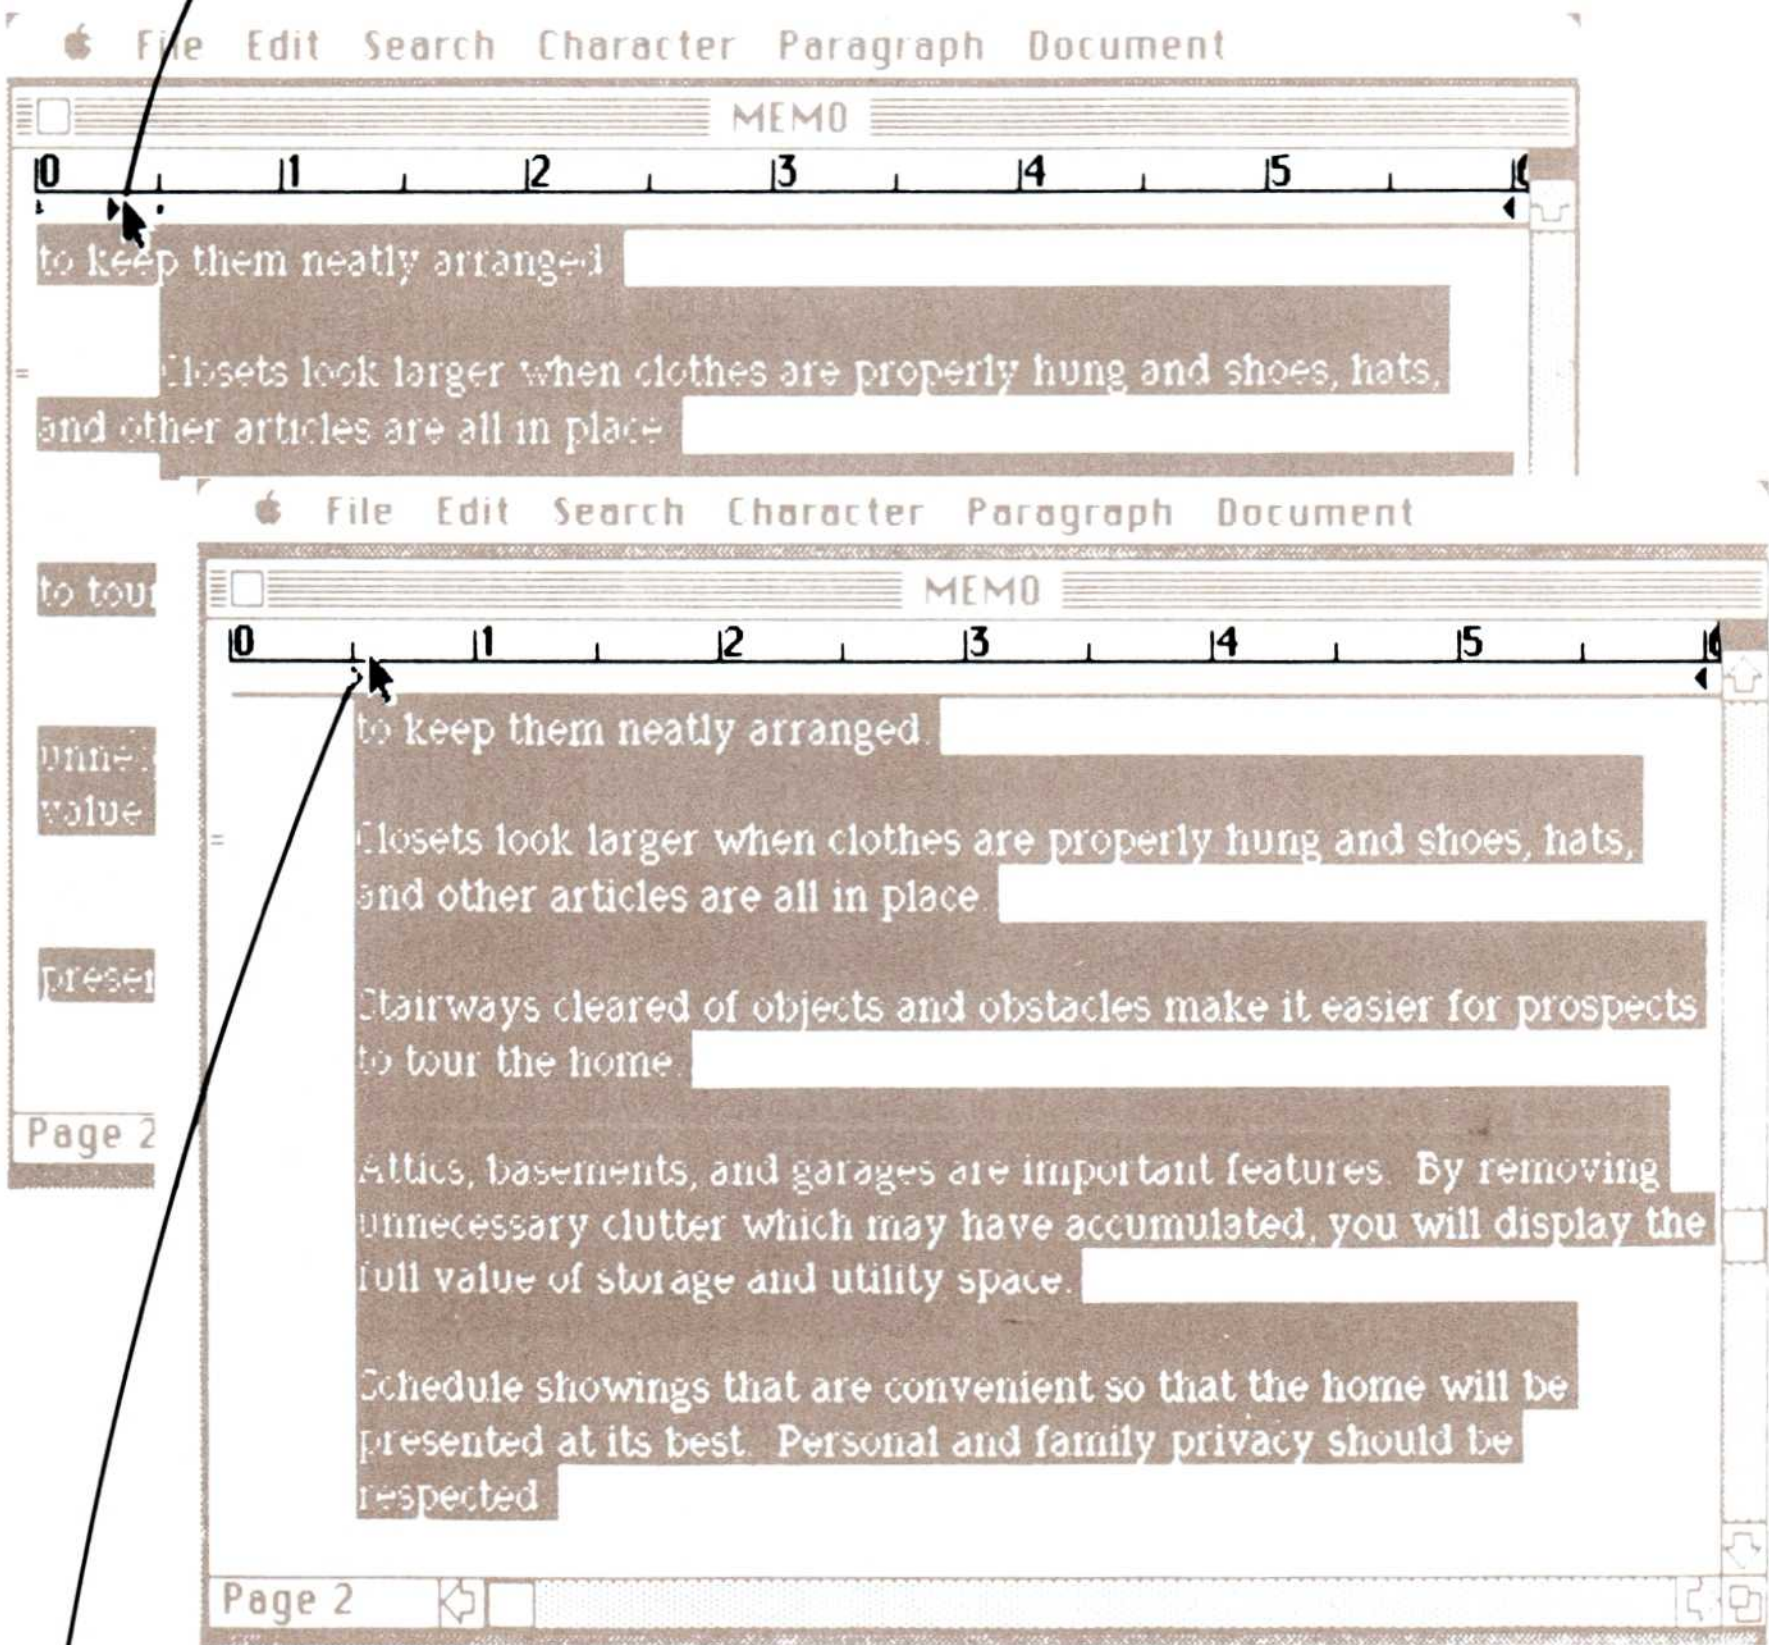 File Edit Search Character Paragraph Document
MEMO
0 1 2 3 4 5 6
to keep them neatly arranged
Closets look larger when clothes are properly hung and shoes, hats,
and other articles are all in place
to tour
value
Page 2
File Edit Search Character Paragraph Document
MEMO
0 1 2 3 4 5 6
to keep them neatly arranged.
Closets look larger when clothes are properly hung and shoes, hats,
and other articles are all in place
Stairways cleared of objects and obstacles make it easier for prospects
to tour the home.
Attics, basements, and garages are important features. By removing
unnecessary clutter which may have accumulated, you will display the
full value of storage and utility space.
Schedule showings that are convenient so that the home will be
presented at its best. Personal and family privacy should be
respected
Page 2